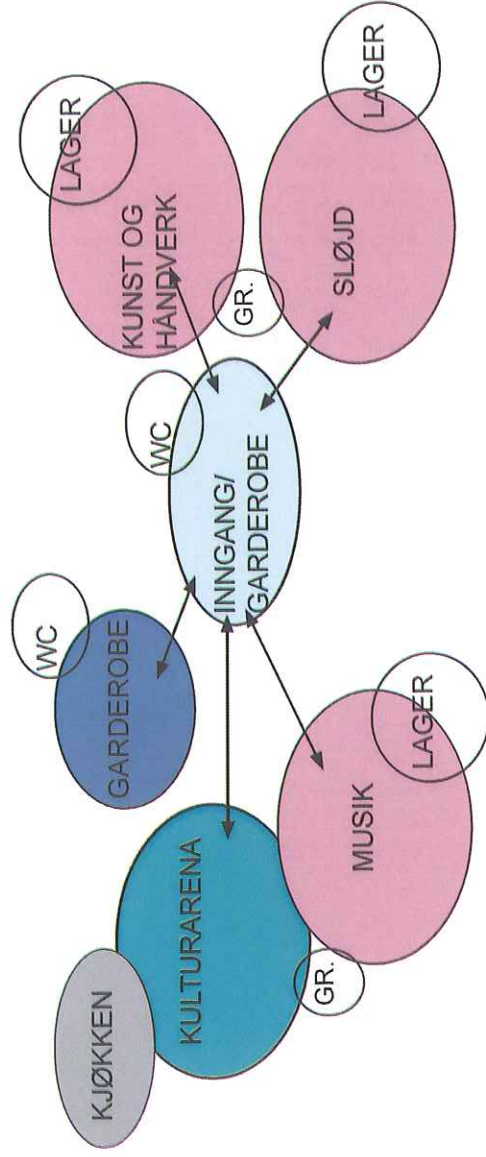 KJØKKEN
KULTURARENA
GARDEROBE
WC
GR.
MUSIK
LAGER
INNGANG/
GARDEROBE
WC
KUNST OG
HÅNDVERK
LAGER
GR.
SLØJD
LAGER